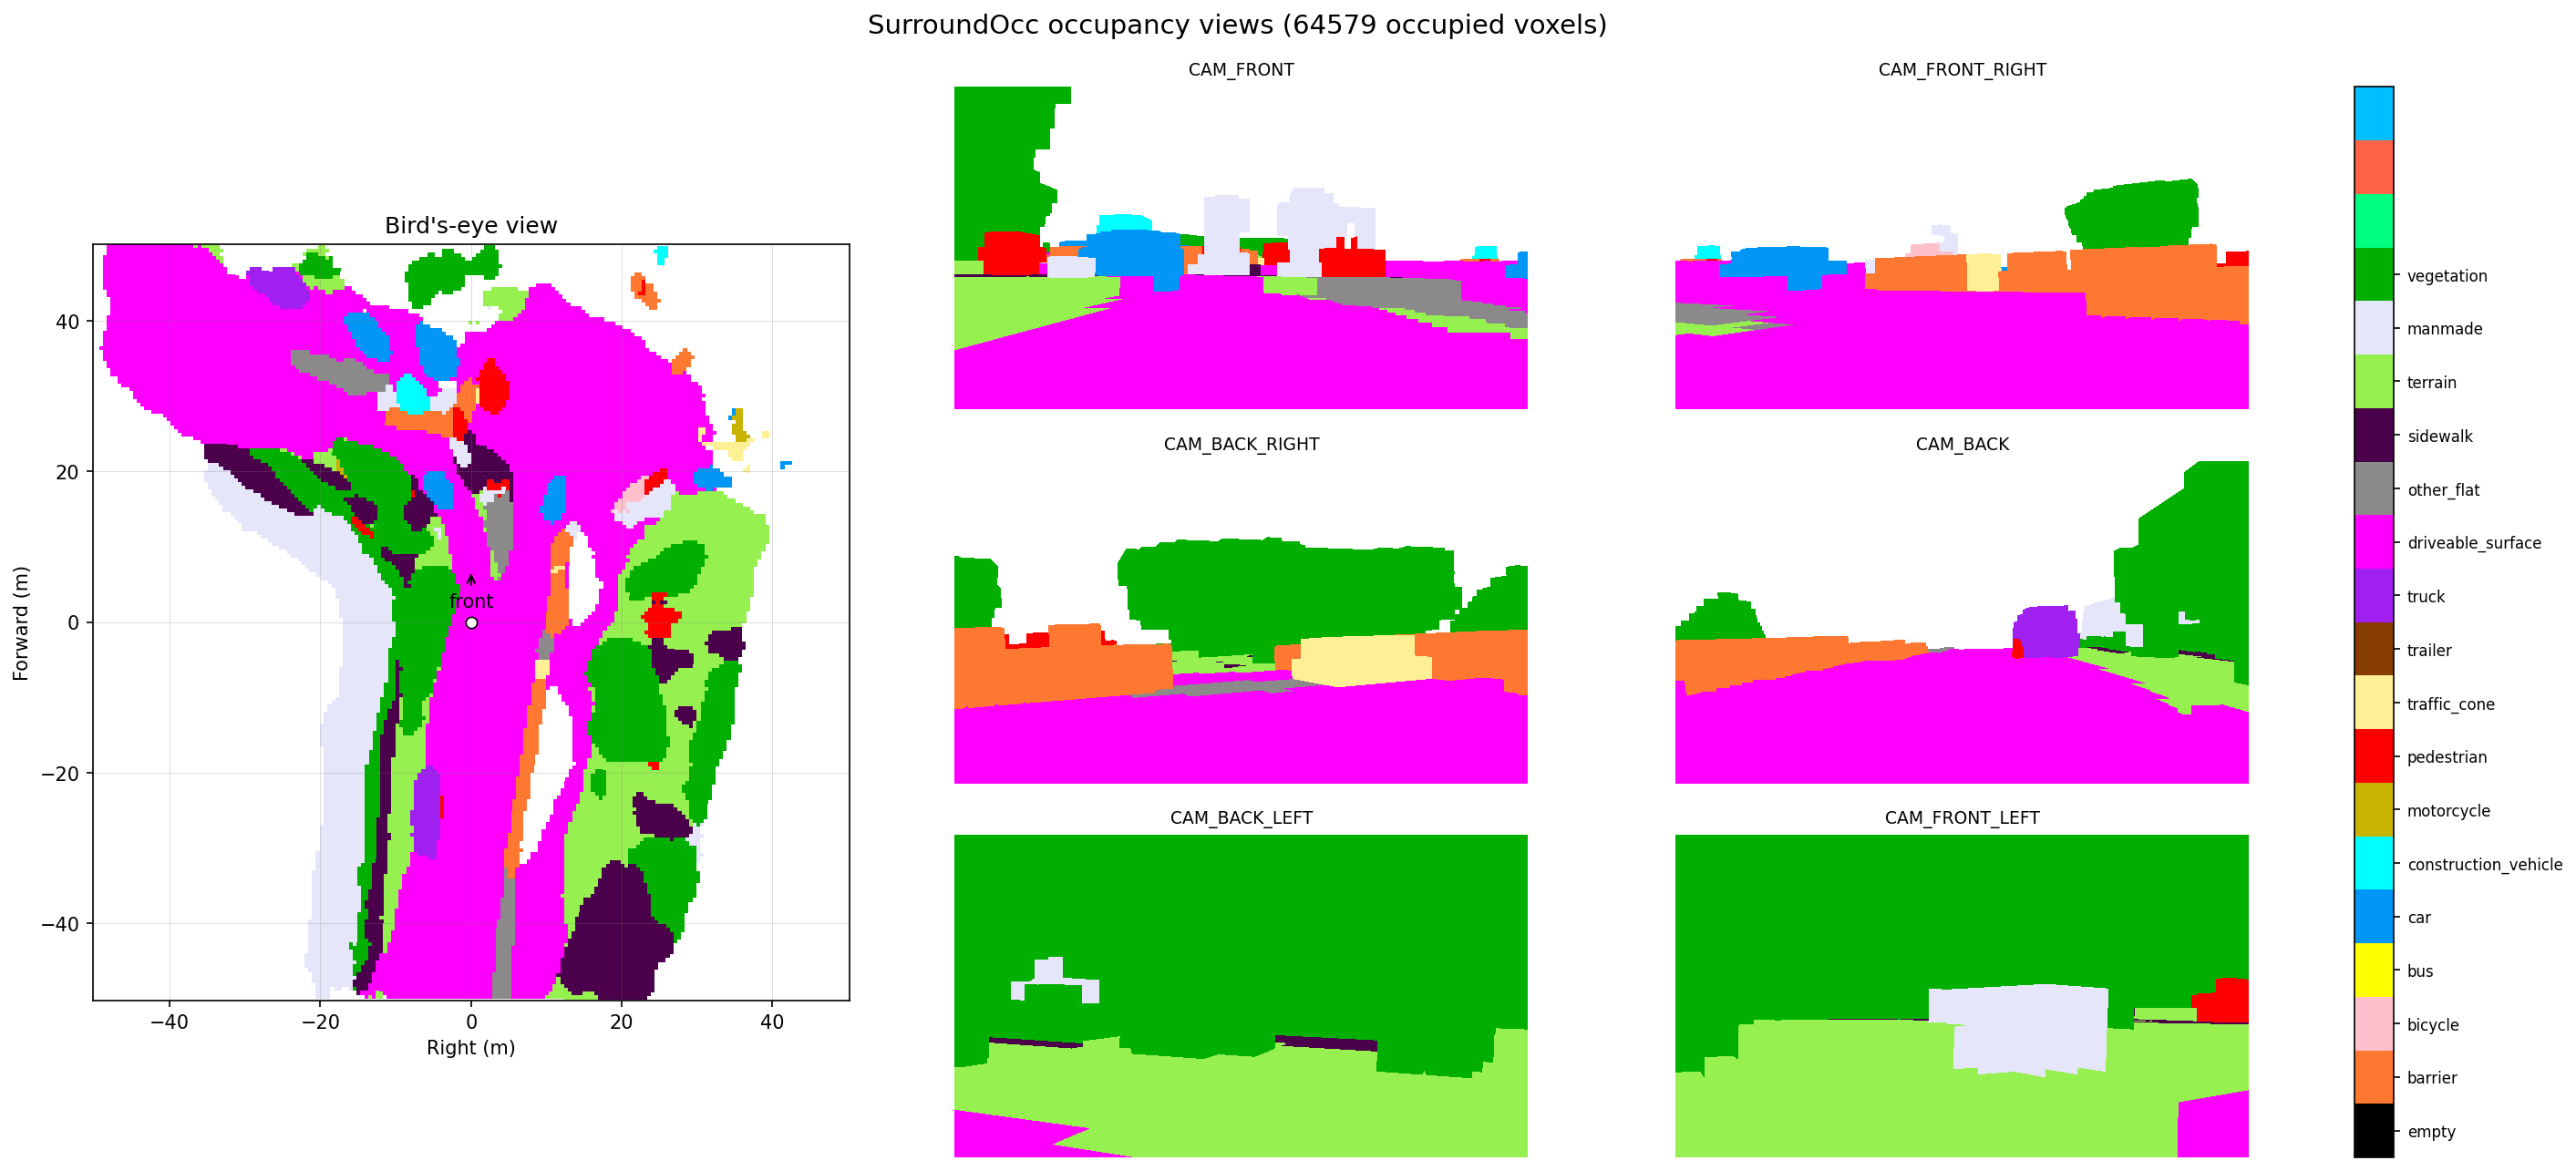 SurroundOcc occupancy views (64579 occupied voxels)
Bird's-eye view
Forward (m)
40
20
0
−20
−40
front
−40
−20
0
20
40
Right (m)
CAM_FRONT
CAM_FRONT_RIGHT
CAM_BACK_RIGHT
CAM_BACK
CAM_BACK_LEFT
CAM_FRONT_LEFT
vegetation
manmade
terrain
sidewalk
other_flat
driveable_surface
truck
trailer
traffic_cone
pedestrian
motorcycle
construction_vehicle
car
bus
bicycle
barrier
empty